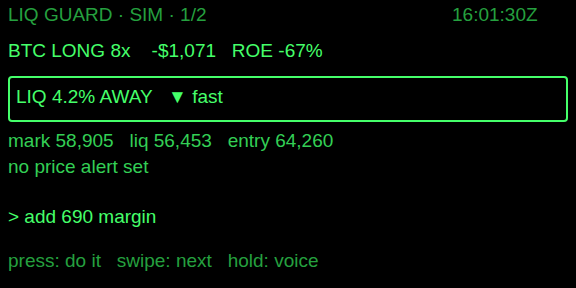 LIQ GUARD · SIM · 1/2 16:01:30Z
BTC LONG 8x -$1,071 ROE -67%
LIQ 4.2% AWAY ▼ fast
mark 58,905 liq 56,453 entry 64,260
no price alert set
> add 690 margin
press: do it swipe: next hold: voice